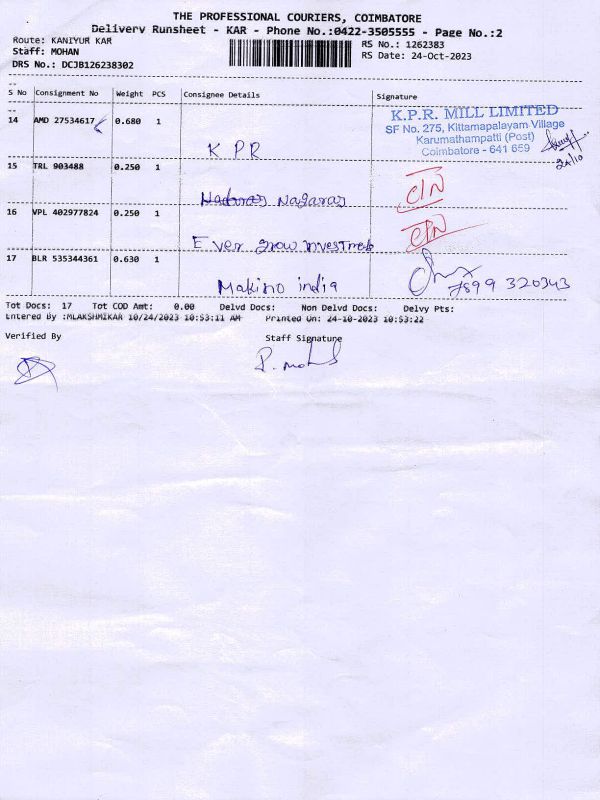 THE PROFESSIONAL COURIERS, COIMBATORE
Delivery Runsheet - KAR - Phone No.:0422-3505555 - Page No.:2
Route: KANIYUR KAR
RS No.: 1262383
Staff: MOHAN
RS Date: 24-Oct-2023
DRS No.: DCJB126238302
S No Consignment No Weight PCS Consignee Details Signature
14 AMD 27534617 0.680 1
K P R
K.P.R. MILL LIMITED
SF No. 275, Kittamapalayam Village
Karumathampatti (Post)
Coimbatore - 641 659
24/10
15 TRL 903488 0.250 1
Nagaraj
16 VPL 402977824 0.250 1
Ever grow
17 BLR 535344361 0.630 1
Makino india
7899 320343
Tot Docs: 17 Tot COD Amt: 0.00 Delvd Docs: Non Delvd Docs: Delvy Pts:
Entered By :MLAKSHMIKAR 10/24/2023 10:53:11 AM Printed On: 24-10-2023 10:53:22
Verified By
Staff Signature
P. Mohan